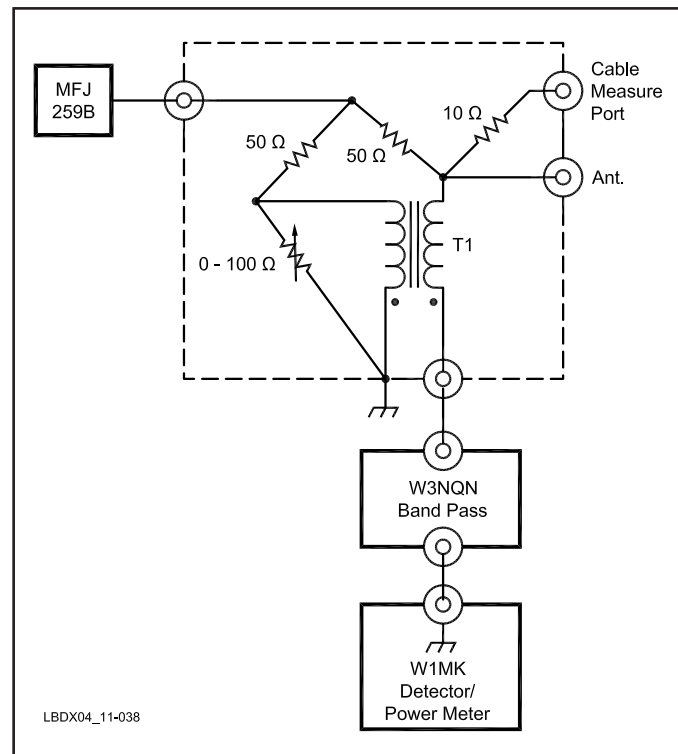 MFJ
259B
50 Ω
50 Ω
10 Ω
Cable
Measure
Port
Ant.
T1
0 - 100 Ω
W3NQN
Band Pass
W1MK
Detector/
Power Meter
LBDX04_11-038